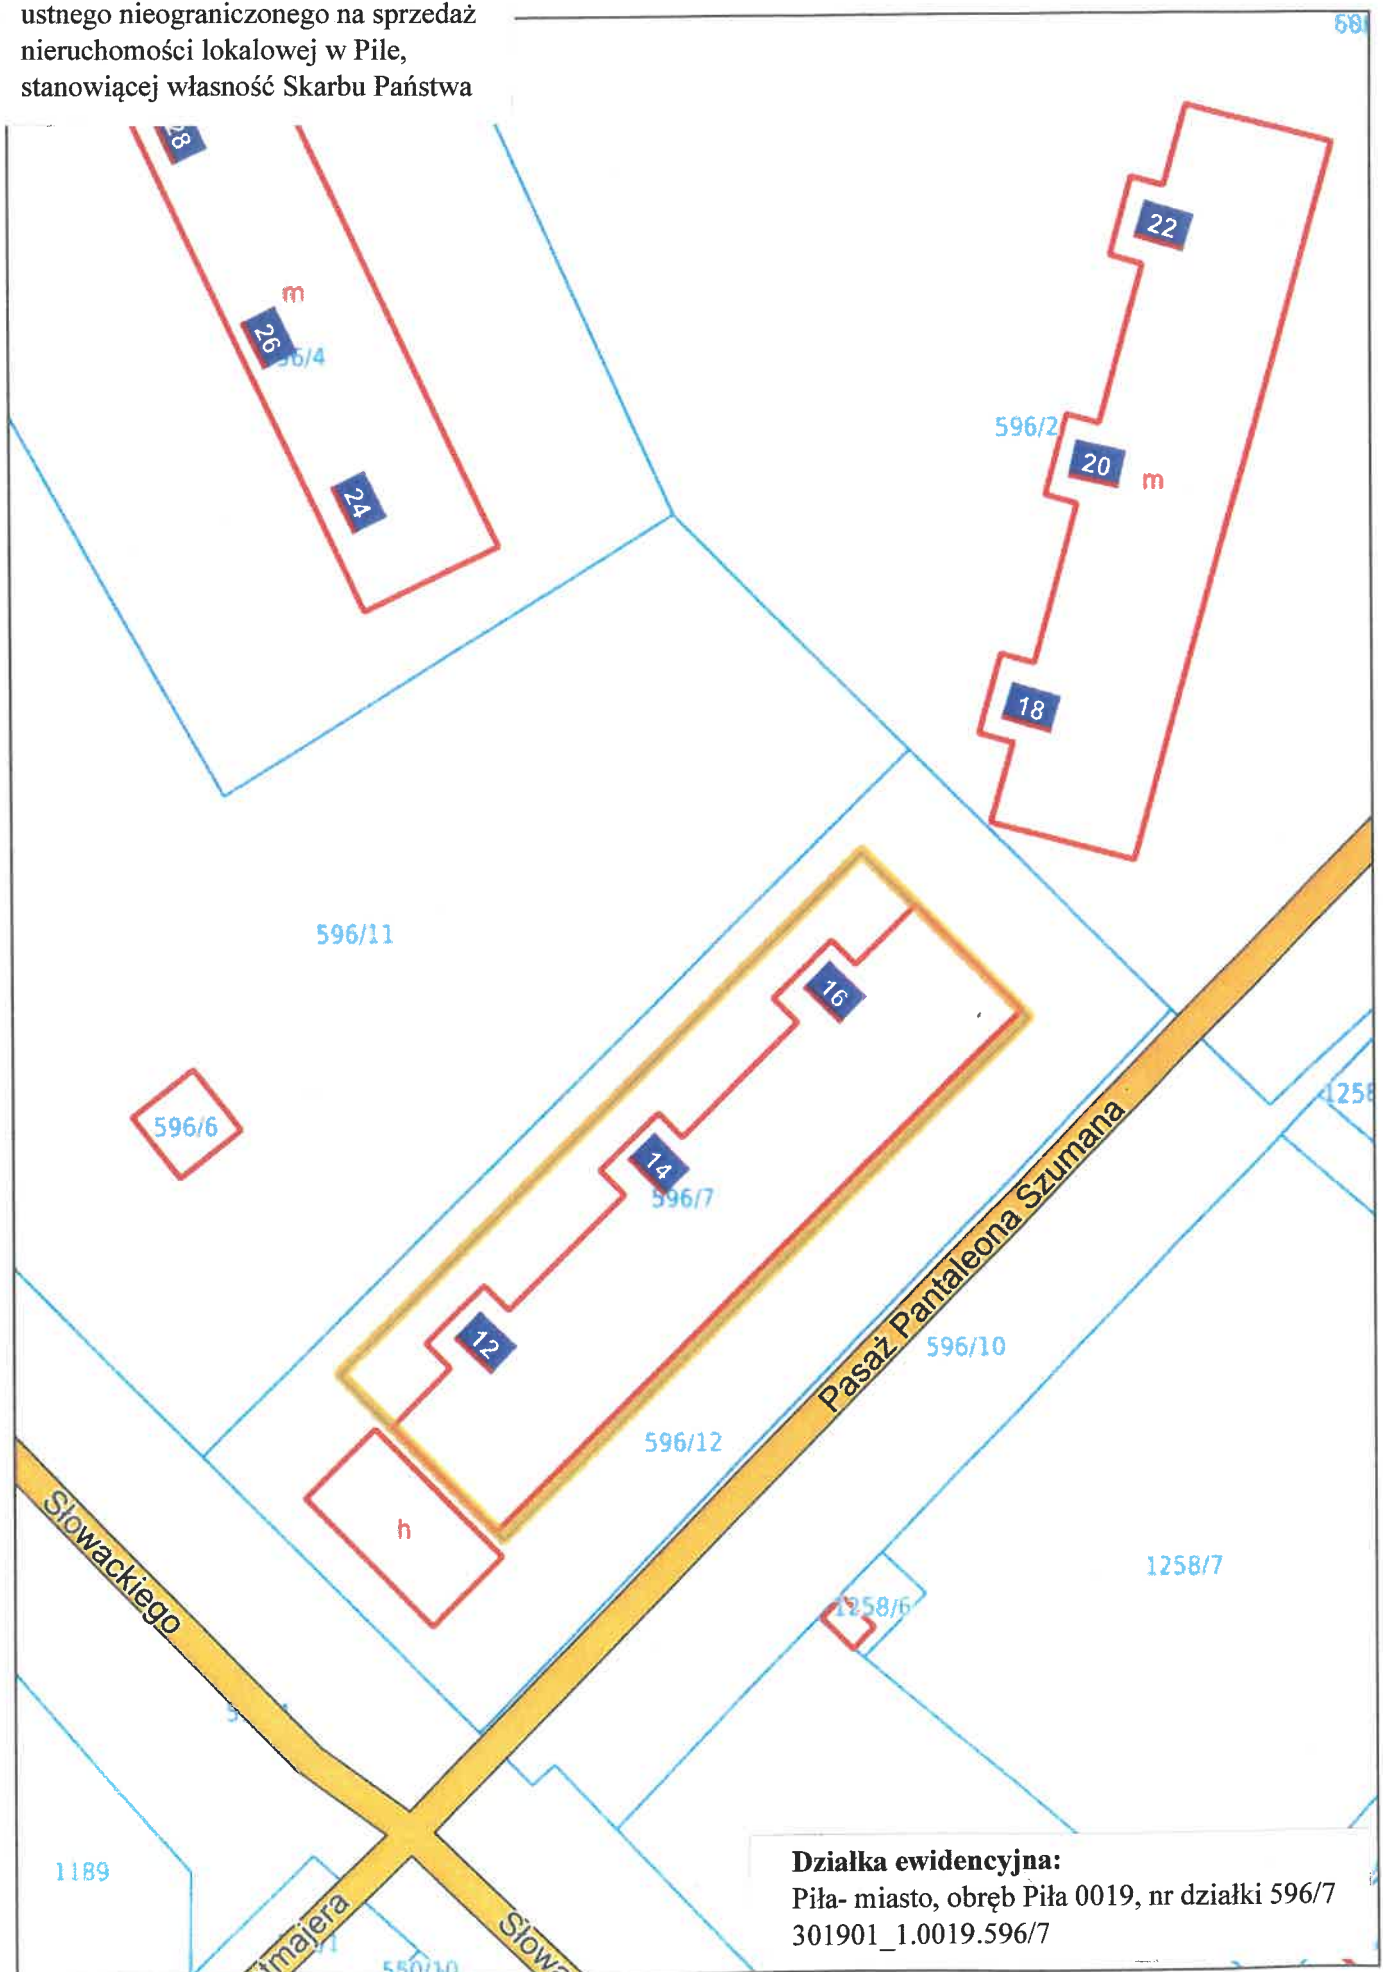 ustnego nieograniczonego na sprzedaż
nieruchomości lokalowej w Pile,
stanowiącej własność Skarbu Państwa
28
22
m
26
596/2
20
m
24
18
596/11
16
596/6
14
596/7
12
Pasaż Pantaleona Szumana
596/10
596/12
h
Słowackiego
1258/7
1258/6
1189
Działka ewidencyjna:
Piła- miasto, obręb Piła 0019, nr działki 596/7
301901_1.0019.596/7